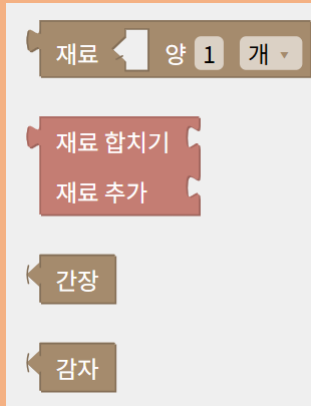 재료 양 1 개
재료 합치기
재료 추가
간장
감자